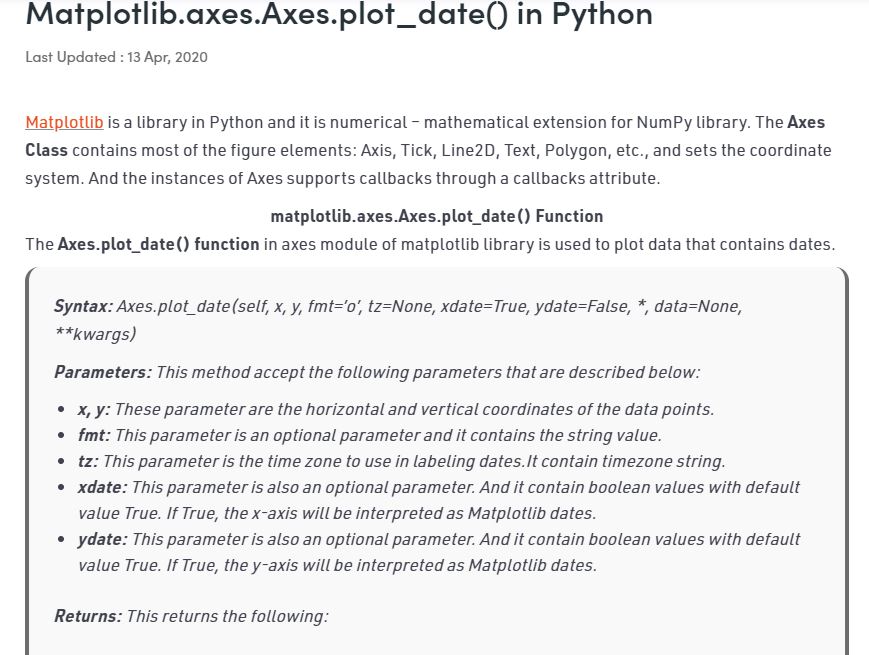 Matplotlib.axes.Axes.plot_date() in Python
Last Updated : 13 Apr, 2020
Matplotlib is a library in Python and it is numerical – mathematical extension for NumPy library. The Axes
Class contains most of the figure elements: Axis, Tick, Line2D, Text, Polygon, etc., and sets the coordinate
system. And the instances of Axes supports callbacks through a callbacks attribute.
matplotlib.axes.Axes.plot_date() Function
The Axes.plot_date() function in axes module of matplotlib library is used to plot data that contains dates.
Syntax: Axes.plot_date(self, x, y, fmt=’o’, tz=None, xdate=True, ydate=False, *, data=None,
**kwargs)
Parameters: This method accept the following parameters that are described below:
• x, y: These parameter are the horizontal and vertical coordinates of the data points.
• fmt: This parameter is an optional parameter and it contains the string value.
• tz: This parameter is the time zone to use in labeling dates.It contain timezone string.
• xdate: This parameter is also an optional parameter. And it contain boolean values with default
value True. If True, the x-axis will be interpreted as Matplotlib dates.
• ydate: This parameter is also an optional parameter. And it contain boolean values with default
value True. If True, the y-axis will be interpreted as Matplotlib dates.
Returns: This returns the following: